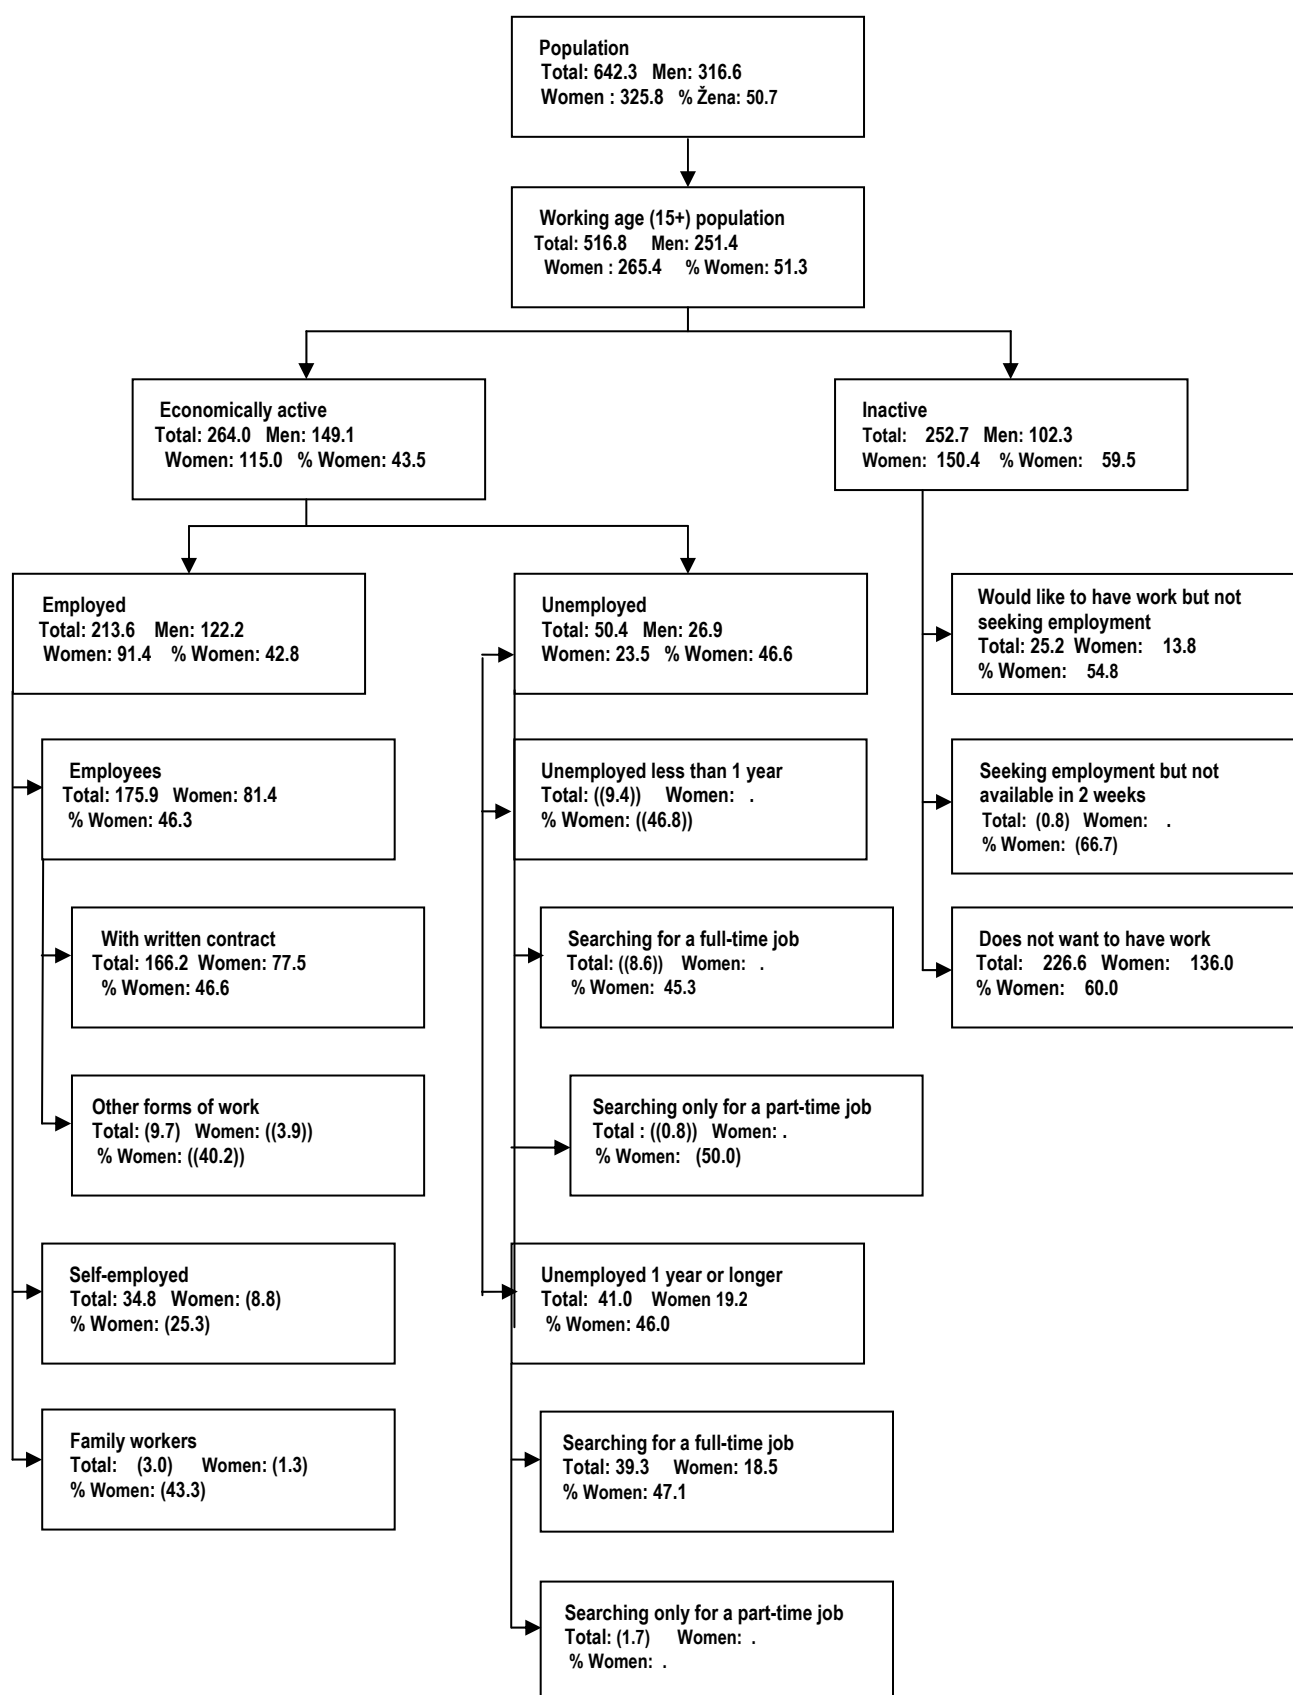 Population
Total: 642.3 Men: 316.6
Women : 325.8 % Žena: 50.7
Working age (15+) population
Total: 516.8 Men: 251.4
Women : 265.4 % Women: 51.3
Economically active
Total: 264.0 Men: 149.1
Women: 115.0 % Women: 43.5
Inactive
Total: 252.7 Men: 102.3
Women: 150.4 % Women: 59.5
Employed
Total: 213.6 Men: 122.2
Women: 91.4 % Women: 42.8
Unemployed
Total: 50.4 Men: 26.9
Women: 23.5 % Women: 46.6
Would like to have work but not
seeking employment
Total: 25.2 Women: 13.8
% Women: 54.8
Employees
Total: 175.9 Women: 81.4
% Women: 46.3
Unemployed less than 1 year
Total: ((9.4)) Women: .
% Women: ((46.8))
Seeking employment but not
available in 2 weeks
Total: (0.8) Women: .
% Women: (66.7)
With written contract
Total: 166.2 Women: 77.5
% Women: 46.6
Searching for a full-time job
Total: ((8.6)) Women: .
% Women: 45.3
Does not want to have work
Total: 226.6 Women: 136.0
% Women: 60.0
Other forms of work
Total: (9.7) Women: ((3.9))
% Women: ((40.2))
Searching only for a part-time job
Total : ((0.8)) Women: .
% Women: (50.0)
Self-employed
Total: 34.8 Women: (8.8)
% Women: (25.3)
Unemployed 1 year or longer
Total: 41.0 Women 19.2
% Women: 46.0
Family workers
Total: (3.0) Women: (1.3)
% Women: (43.3)
Searching for a full-time job
Total: 39.3 Women: 18.5
% Women: 47.1
Searching only for a part-time job
Total: (1.7) Women: .
% Women: .